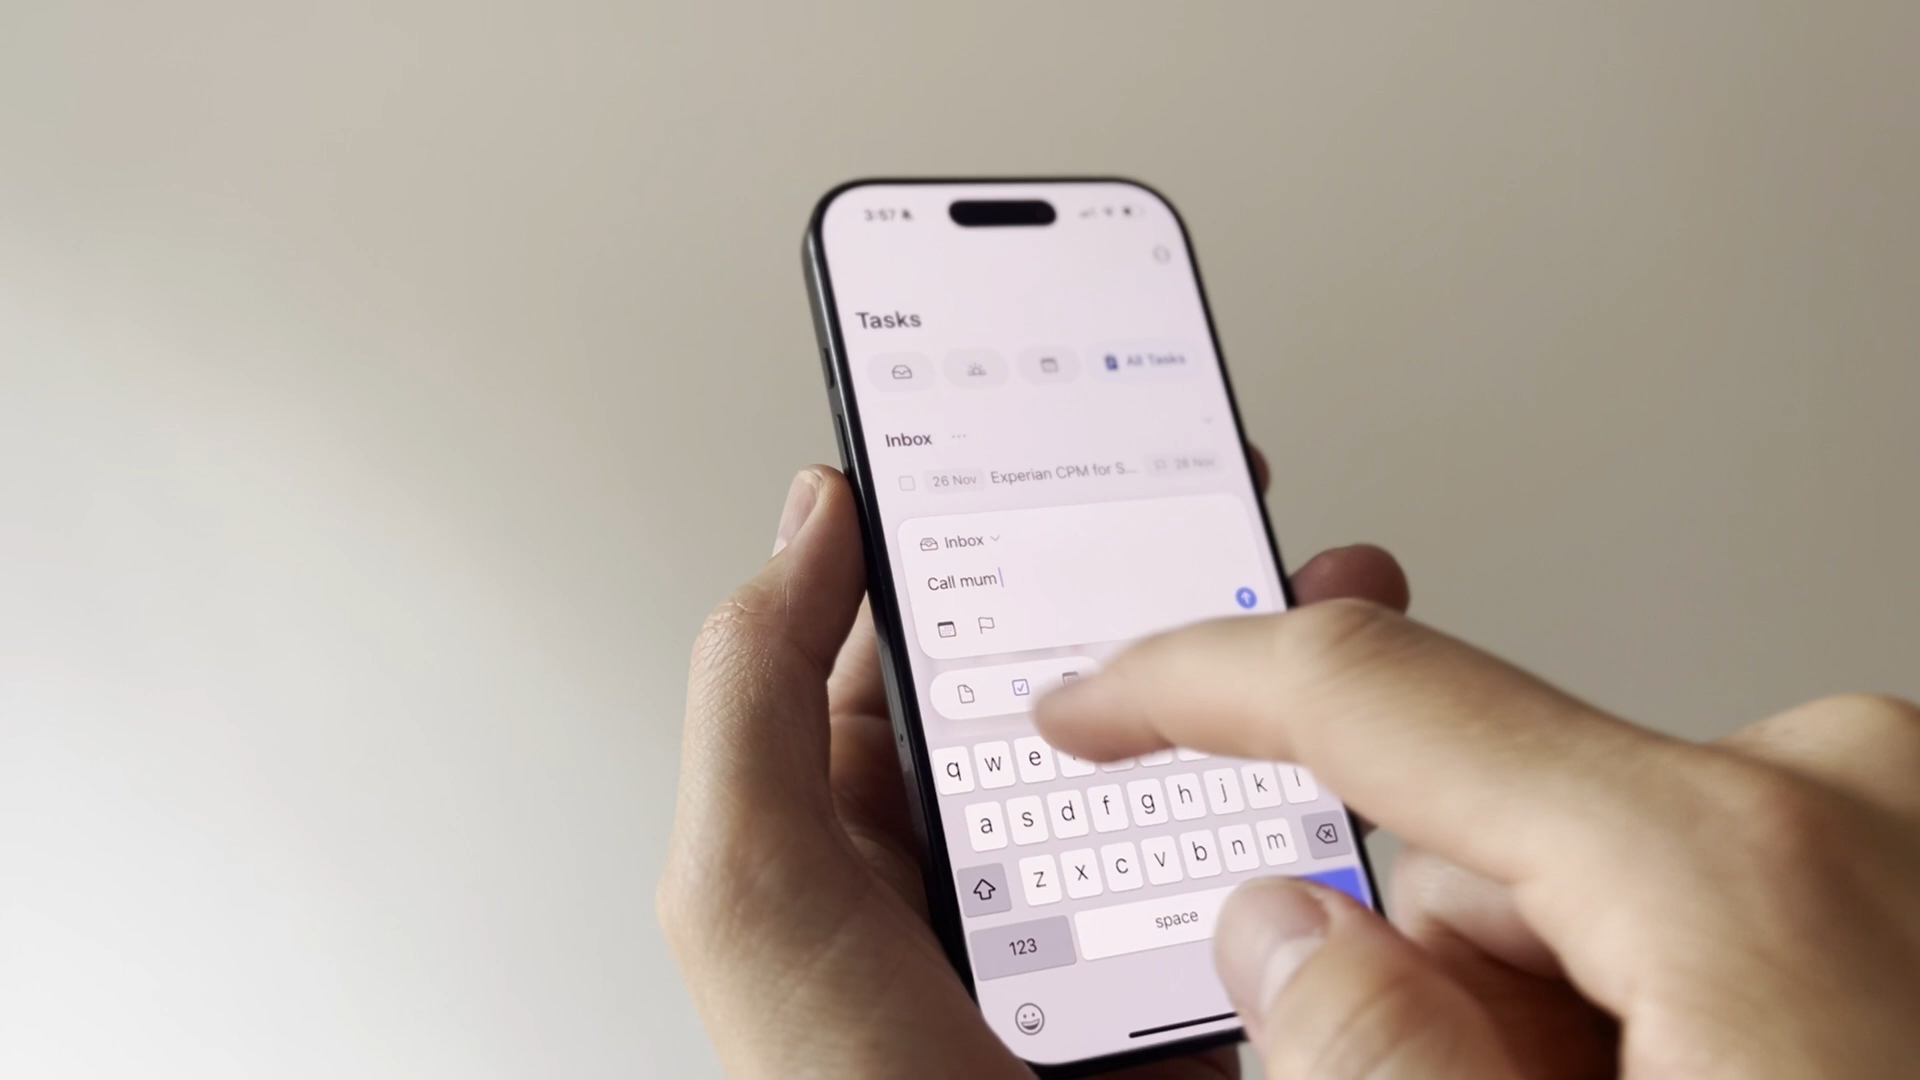 3:57
Tasks
All Tasks
Inbox ...
26 Nov Experian CPM for S... 28 Nov
Inbox
Call mum
q w e
a s d f g h j k l
z x c v b n m
123 space